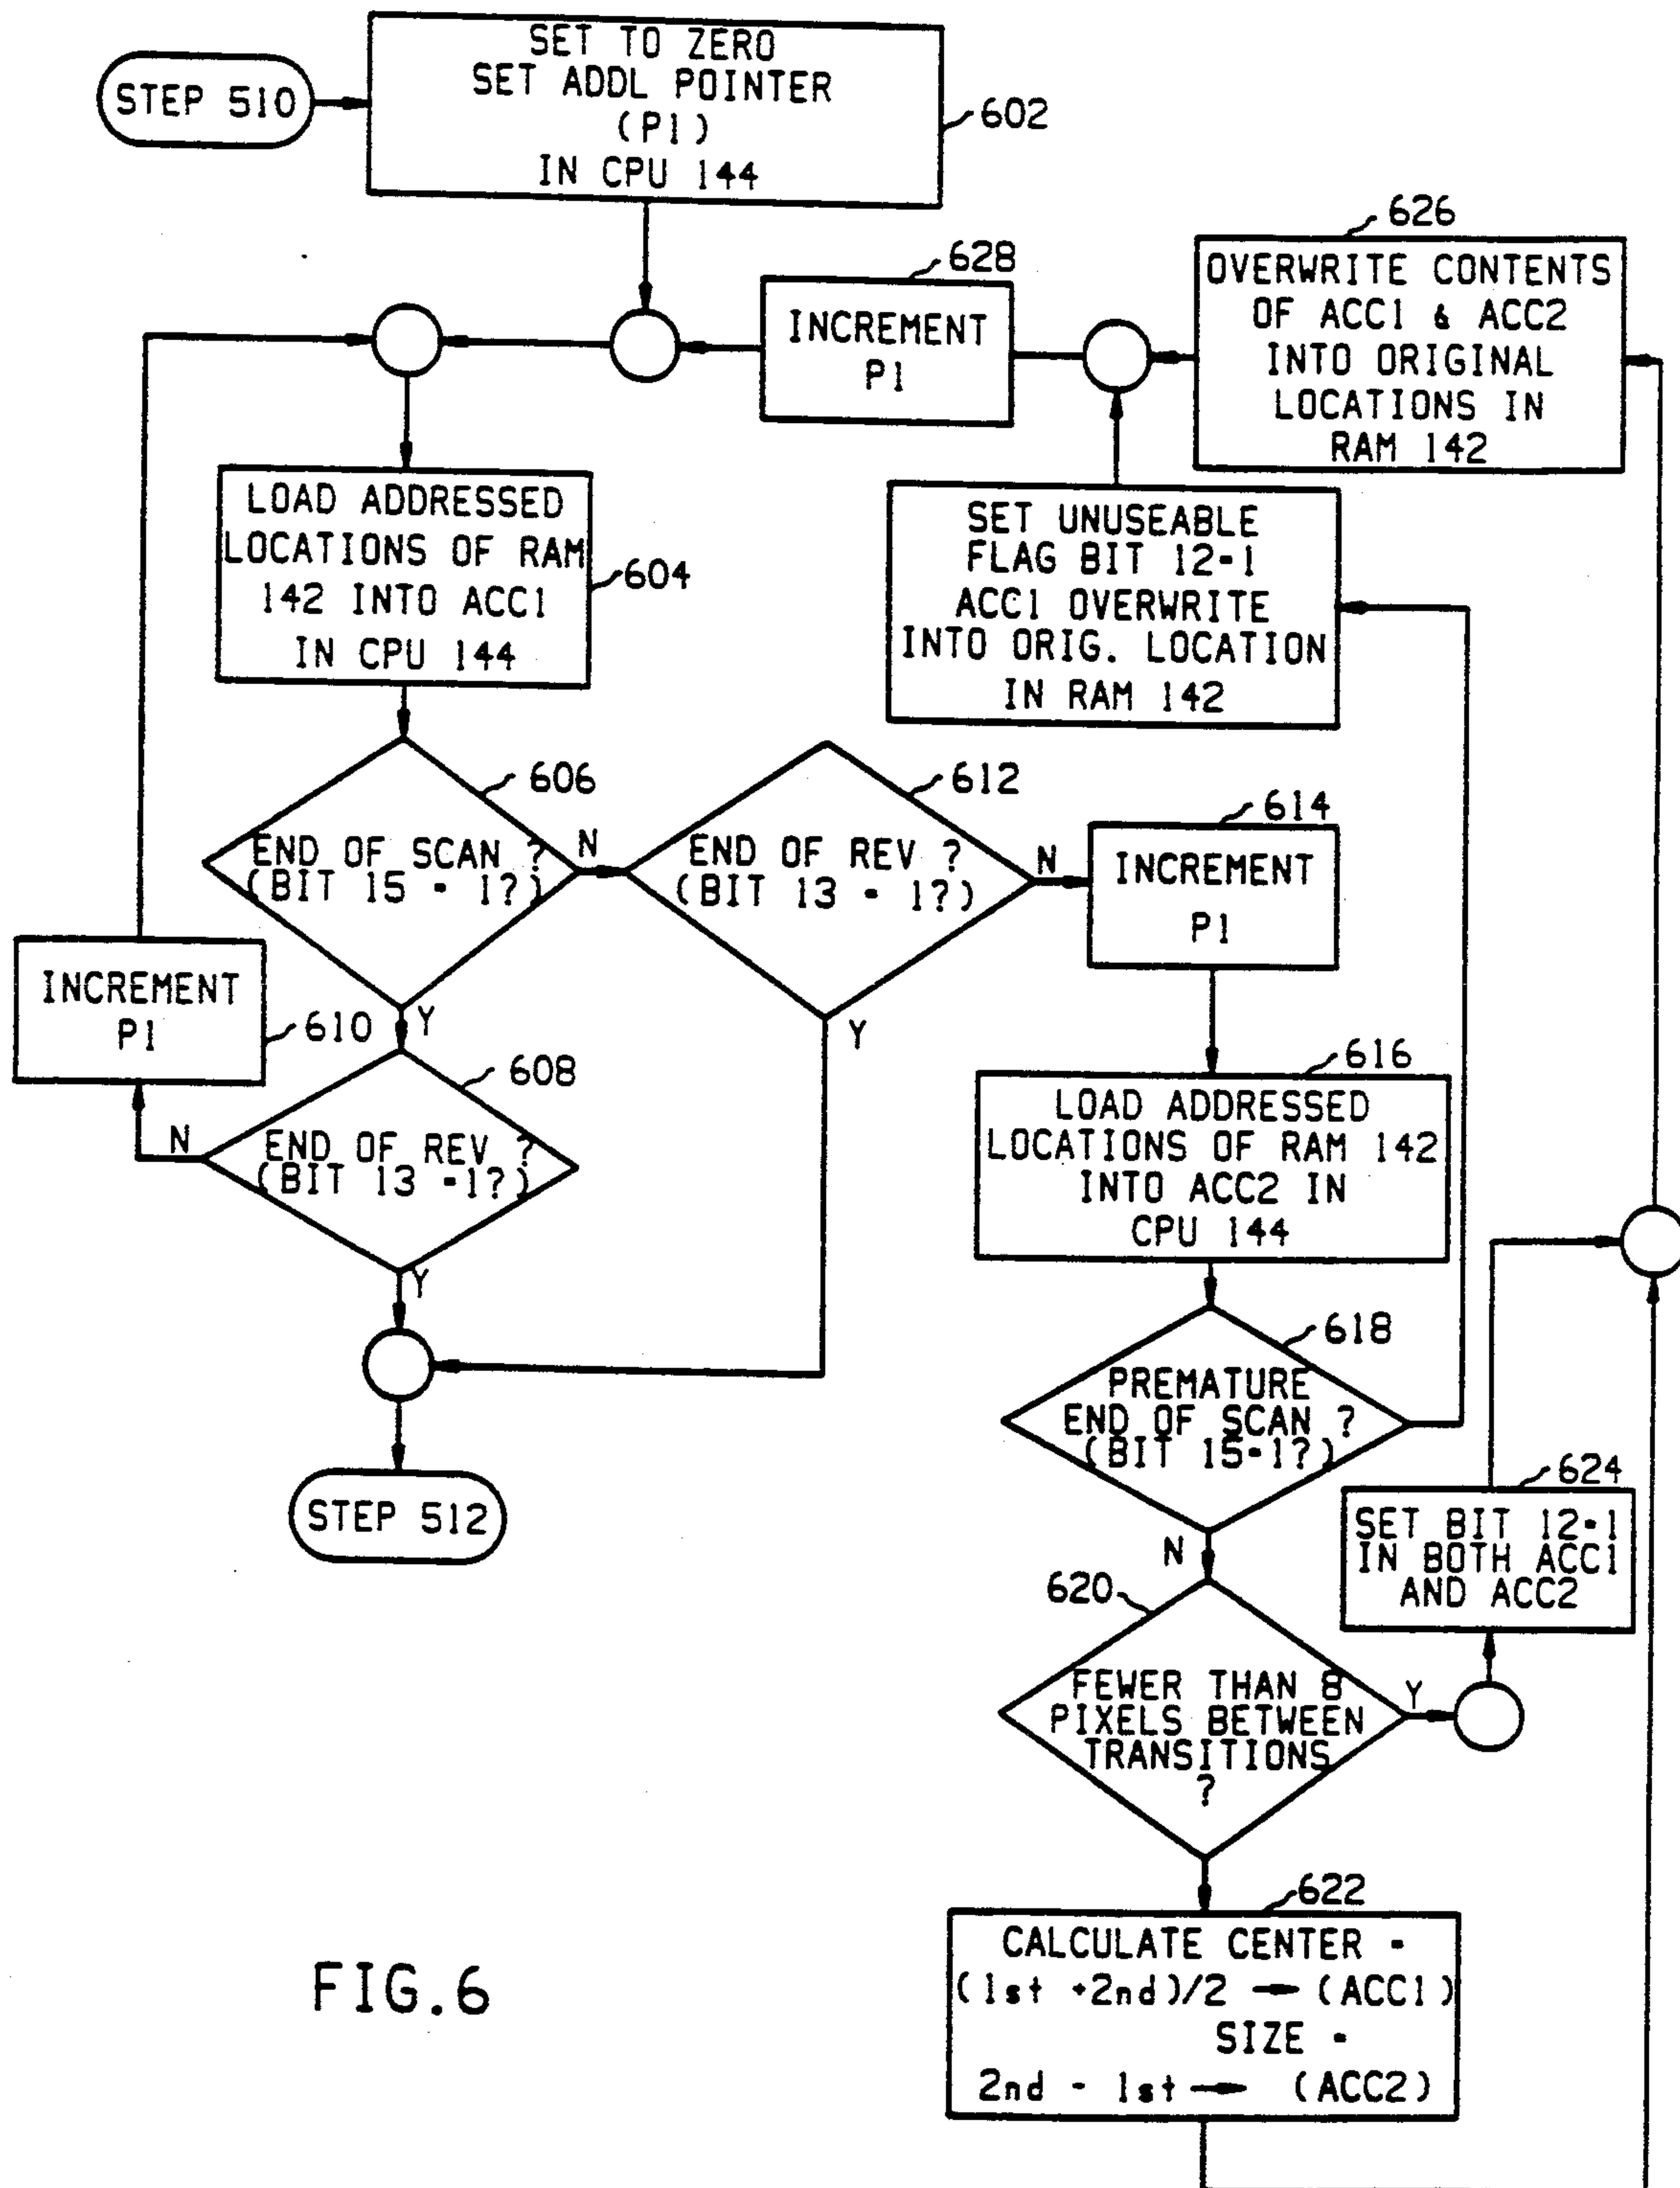 SET TO ZERO
SET ADDL POINTER
(P1)
IN CPU 144
STEP 510
602
626
628
OVERWRITE CONTENTS
OF ACC1 & ACC2
INTO ORIGINAL
LOCATIONS IN
RAM 142
INCREMENT
P1
LOAD ADDRESSED
LOCATIONS OF RAM
142 INTO ACC1
IN CPU 144
604
SET UNUSEABLE
FLAG BIT 12-1
ACC1 OVERWRITE
INTO ORIG. LOCATION
IN RAM 142
606
END OF SCAN ?
(BIT 15 - 1?)
N
Y
612
END OF REV ?
(BIT 13 - 1?)
N
Y
614
INCREMENT
P1
INCREMENT
P1
610
608
END OF REV ?
(BIT 13 -1?)
N
Y
616
LOAD ADDRESSED
LOCATIONS OF RAM 142
INTO ACC2 IN
CPU 144
618
PREMATURE
END OF SCAN ?
(BIT 15-1?)
N
STEP 512
624
SET BIT 12-1
IN BOTH ACC1
AND ACC2
620
FEWER THAN 8
PIXELS BETWEEN
TRANSITIONS
?
Y
622
CALCULATE CENTER -
(1st +2nd)/2 → (ACC1)
SIZE -
2nd - 1st → (ACC2)
FIG.6